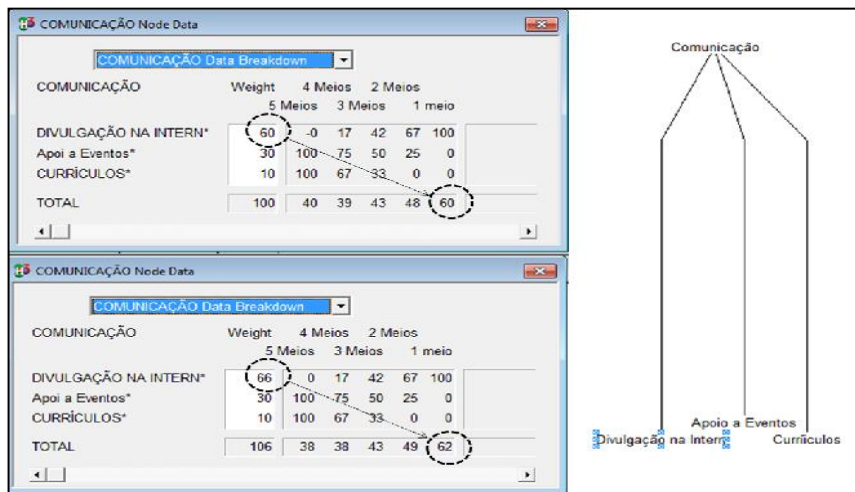 COMUNICAÇÃO Node Data
COMUNICAÇÃO Data Breakdown
COMUNICAÇÃO Weight 4 Meios 2 Meios
5 Meios 3 Meios 1 meio
DIVULGAÇÃO NA INTERN* 60 -0 17 42 67 100
Apoi a Eventos* 30 100 75 50 25 0
CURRÍCULOS* 10 100 67 33 0 0
TOTAL 100 40 39 43 48 60
COMUNICAÇÃO Node Data
COMUNICAÇÃO Data Breakdown
COMUNICAÇÃO Weight 4 Meios 2 Meios
5 Meios 3 Meios 1 meio
DIVULGAÇÃO NA INTERN* 66 0 17 42 67 100
Apoi a Eventos* 30 100 75 50 25 0
CURRÍCULOS* 10 100 67 33 0 0
TOTAL 106 38 38 43 49 62
Comunicação
Apoio a Eventos
Divulgação na Intern Curríiculos